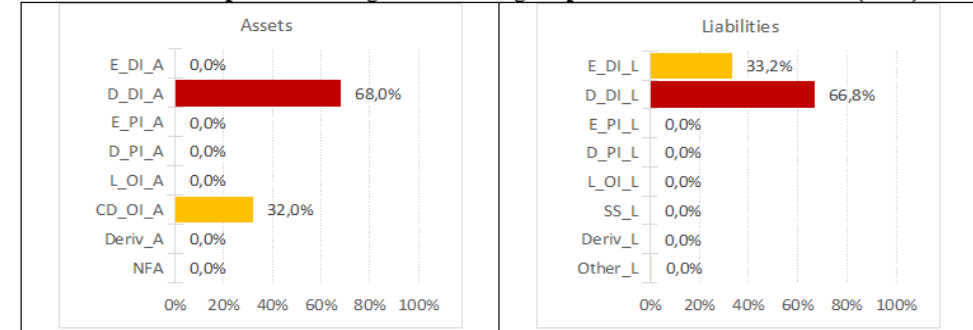 Assets
E_DI_A 0,0%
D_DI_A 68,0%
E_PI_A 0,0%
D_PI_A 0,0%
L_OI_A 0,0%
CD_OI_A 32,0%
Deriv_A 0,0%
NFA 0,0%
0% 20% 40% 60% 80% 100%
Liabilities
E_DI_L 33,2%
D_DI_L 66,8%
E_PI_L 0,0%
D_PI_L 0,0%
L_OI_L 0,0%
SS_L 0,0%
Deriv_L 0,0%
Other_L 0,0%
0% 20% 40% 60% 80% 100%